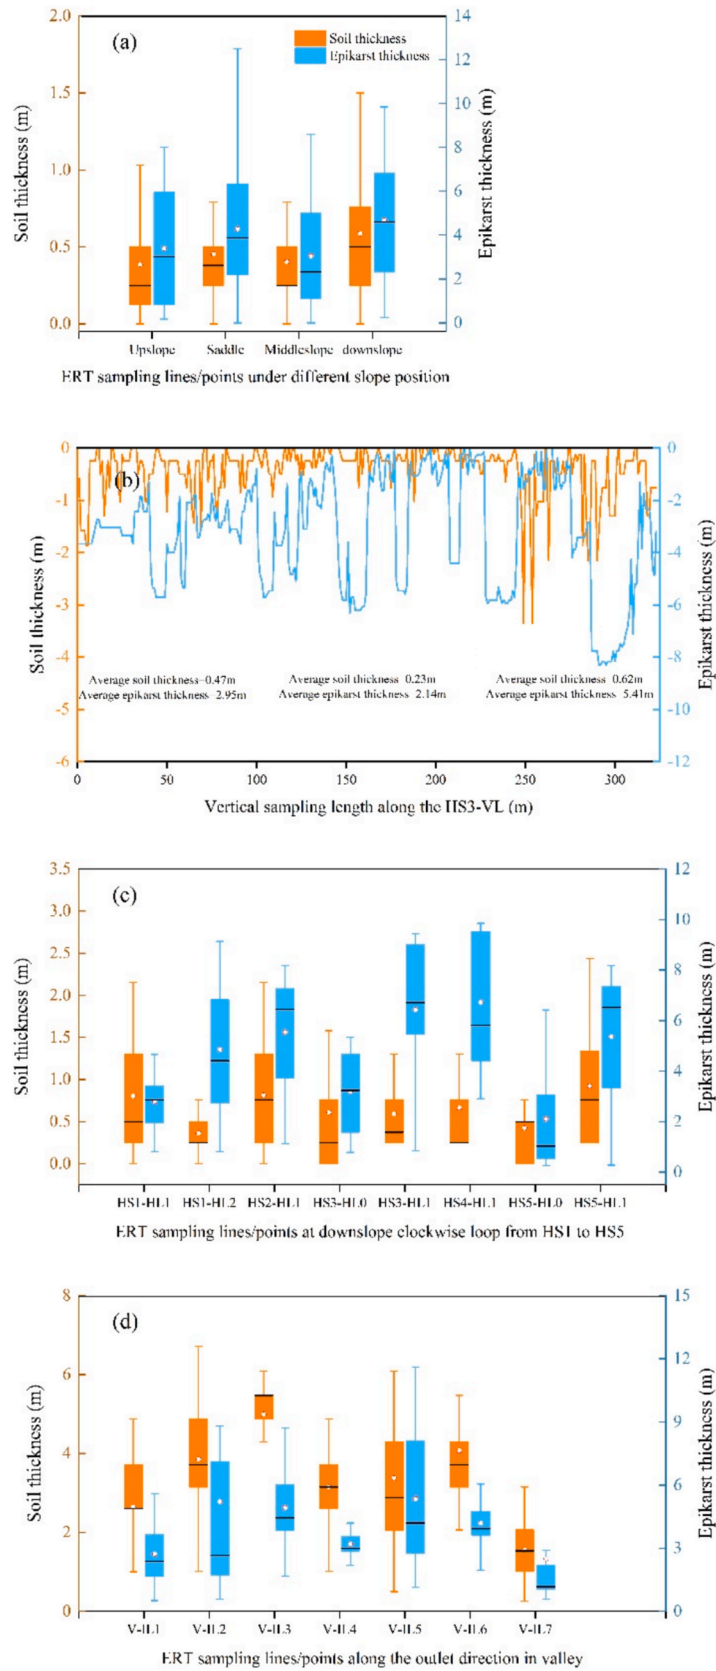 (a)
Soil thickness
Epikarst thickness
Soil thickness (m)
2.0
1.5
1.0
0.5
0.0
Epikarst thickness (m)
14
12
10
8
6
4
2
0
Upslope Saddle Middleslope downslope
ERT sampling lines/points under different slope position
(b)
Soil thickness (m)
-0
-1
-2
-3
-4
-5
-6
Epikarst thickness (m)
0
-2
-4
-6
-8
-10
-12
Average soil thickness=0.47m
Average epikarst thickness 2.95m
Average soil thickness 0.23m
Average epikarst thickness 2.14m
Average soil thickness 0.62m
Average epikarst thickness 5.41m
0 50 100 150 200 250 300
Vertical sampling length along the HS3-VL (m)
(c)
Soil thickness (m)
3.5
3.0
2.5
2.0
1.5
1.0
0.5
0.0
Epikarst thickness (m)
12
10
8
6
4
2
0
HS1-HL1 HS1-HL2 HS2-HL1 HS3-HL0 HS3-HL1 HS4-HL1 HS5-HL0 HS5-HL1
ERT sampling lines/points at downslope clockwise loop from HS1 to HS5
(d)
Soil thickness (m)
8
6
4
2
0
Epikarst thickness (m)
15
12
9
6
3
0
V-IL1 V-IL2 V-IL3 V-IL4 V-IL5 V-IL6 V-IL7
ERT sampling lines/points along the outlet direction in valley